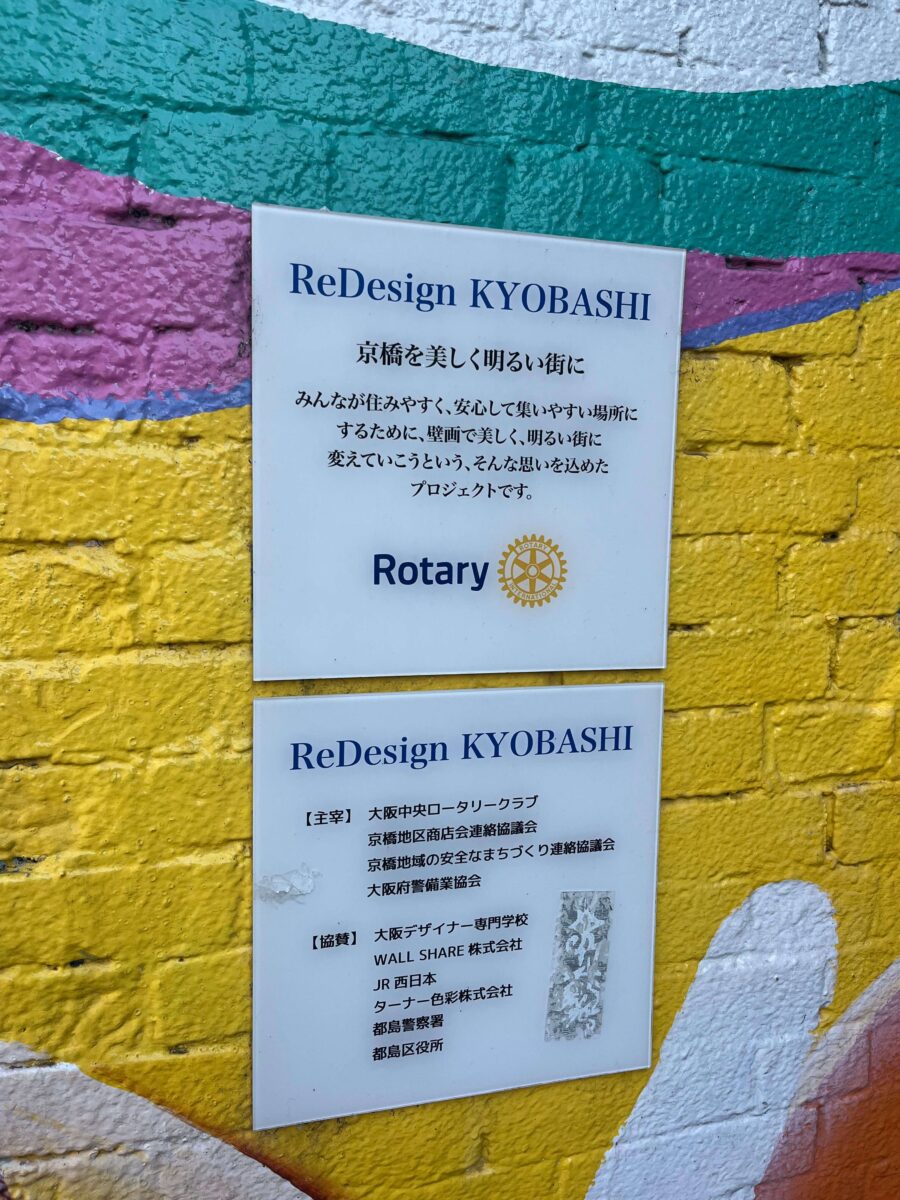 ReDesign KYOBASHI
京橋を美しく明るい街に
みんなが住みやすく、安心して集いやすい場所に
するために、壁画で美しく、明るい街に
変えていこうという、そんな思いを込めた
プロジェクトです。
Rotary
ROTARY
INTERNATIONAL
ReDesign KYOBASHI
【主宰】 大阪中央ロータリークラブ
京橋地区商店会連絡協議会
京橋地域の安全なまちづくり連絡協議会
大阪府警備業協会
【協賛】 大阪デザイナー専門学校
WALL SHARE 株式会社
JR 西日本
ターナー色彩株式会社
都島警察署
都島区役所